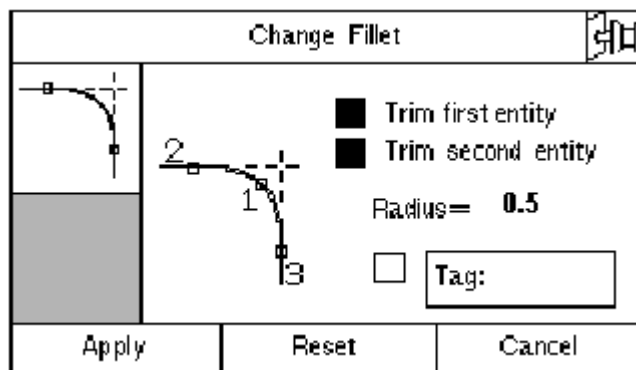 Change Fillet
Trim first entity
Trim second entity
2
1
3
Radius= 0.5
Tag:
Apply Reset Cancel